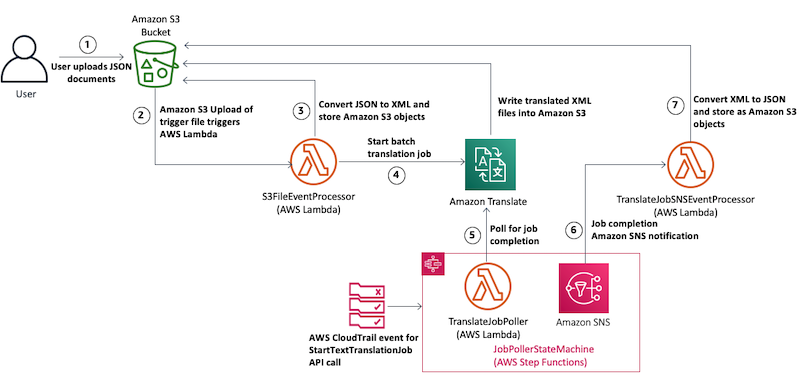 Amazon S3
Bucket
1
User uploads JSON
documents
User
2
Amazon S3 Upload of
trigger file triggers
AWS Lambda
3
Convert JSON to XML and
store Amazon S3 objects
Write translated XML
files into Amazon S3
7
Convert XML to JSON
and store as Amazon S3
objects
Start batch
translation job
4
S3FileEventProcessor
(AWS Lambda)
Amazon Translate
TranslateJobSNSEventProcessor
(AWS Lambda)
5
Poll for job
completion
6
Job completion
Amazon SNS notification
AWS CloudTrail event for
StartTextTranslationJob
API call
TranslateJobPoller
(AWS Lambda)
Amazon SNS
JobPollerStateMachine
(AWS Step Functions)